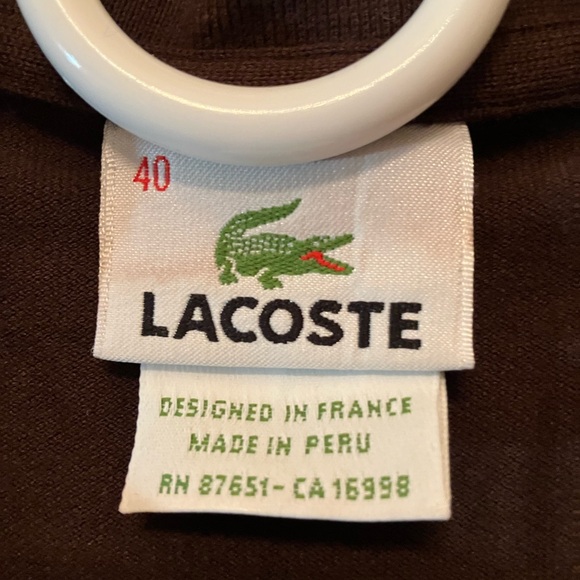 40
LACOSTE
DESIGNED IN FRANCE
MADE IN PERU
RN 87651-CA 16998